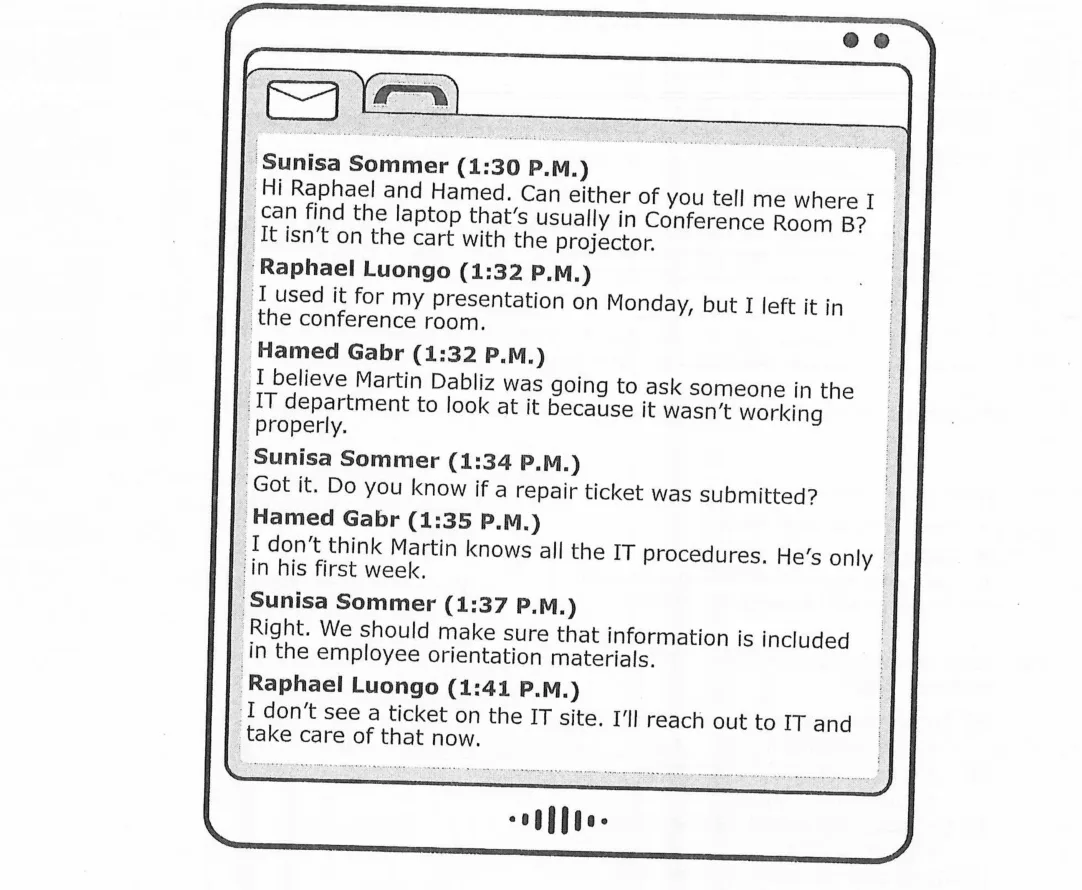 Sunisa Sommer (1:30 P.M.)
Hi Raphael and Hamed. Can either of you tell me where I
can find the laptop that's usually in Conference Room B?
It isn't on the cart with the projector.
Raphael Luongo (1:32 P.M.)
I used it for my presentation on Monday, but I left it in
the conference room.
Hamed Gabr (1:32 P.M.)
I believe Martin Dabliz was going to ask someone in the
IT department to look at it because it wasn't working
properly.
Sunisa Sommer (1:34 P.M.)
Got it. Do you know if a repair ticket was submitted?
Hamed Gabr (1:35 P.M.)
I don't think Martin knows all the IT procedures. He's only
in his first week.
Sunisa Sommer (1:37 P.M.)
Right. We should make sure that information is included
in the employee orientation materials.
Raphael Luongo (1:41 P.M.)
I don't see a ticket on the IT site. I'll reach out to IT and
take care of that now.